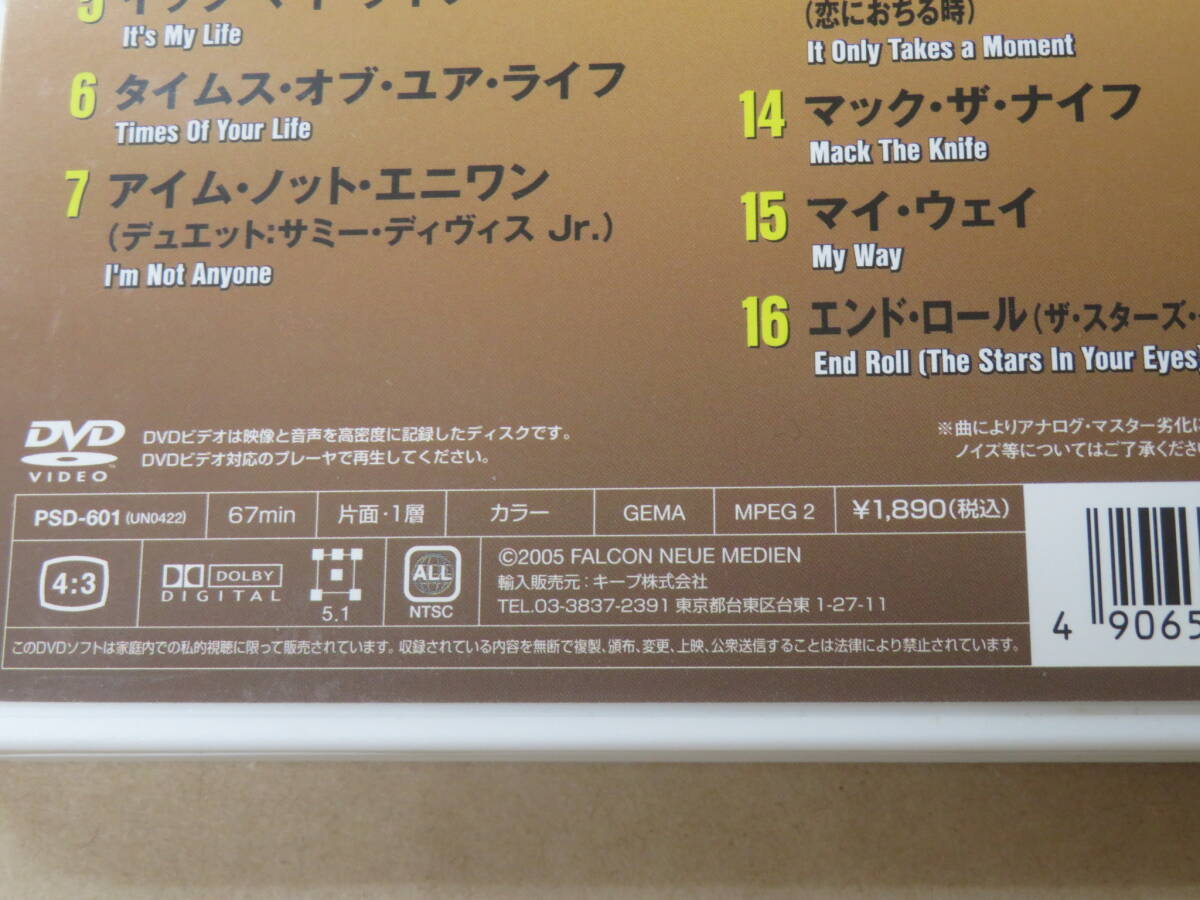 5 イッツ・マイ・ライフ
It's My Life
6 タイムス・オブ・ユア・ライフ
Times Of Your Life
7 アイム・ノット・エニワン
(デュエット:サミー・ディヴィス Jr.)
I'm Not Anyone
(恋におちる時)
It Only Takes a Moment
14 マック・ザ・ナイフ
Mack The Knife
15 マイ・ウェイ
My Way
16 エンド・ロール(ザ・スターズ・
End Roll (The Stars In Your Eyes)
DVD
VIDEO
DVDビデオは映像と音声を高密度に記録したディスクです。
DVDビデオ対応のプレーヤで再生してください。
※曲によりアナログ・マスター劣化に
ノイズ等についてはご了承ください
PSD-601 (UN0422) 67min 片面・1層 カラー GEMA MPEG 2 ¥1,890(税込)
4:3
DOLBY
DIGITAL
5.1
ALL
NTSC
©2005 FALCON NEUE MEDIEN
輸入販売元:キープ株式会社
TEL.03-3837-2391 東京都台東区台東 1-27-11
このDVDソフトは家庭内での私的視聴に限って販売されています。収録されている内容を無断で複製、頒布、変更、上映、公衆送信することは法律により禁止されています。
4 9065